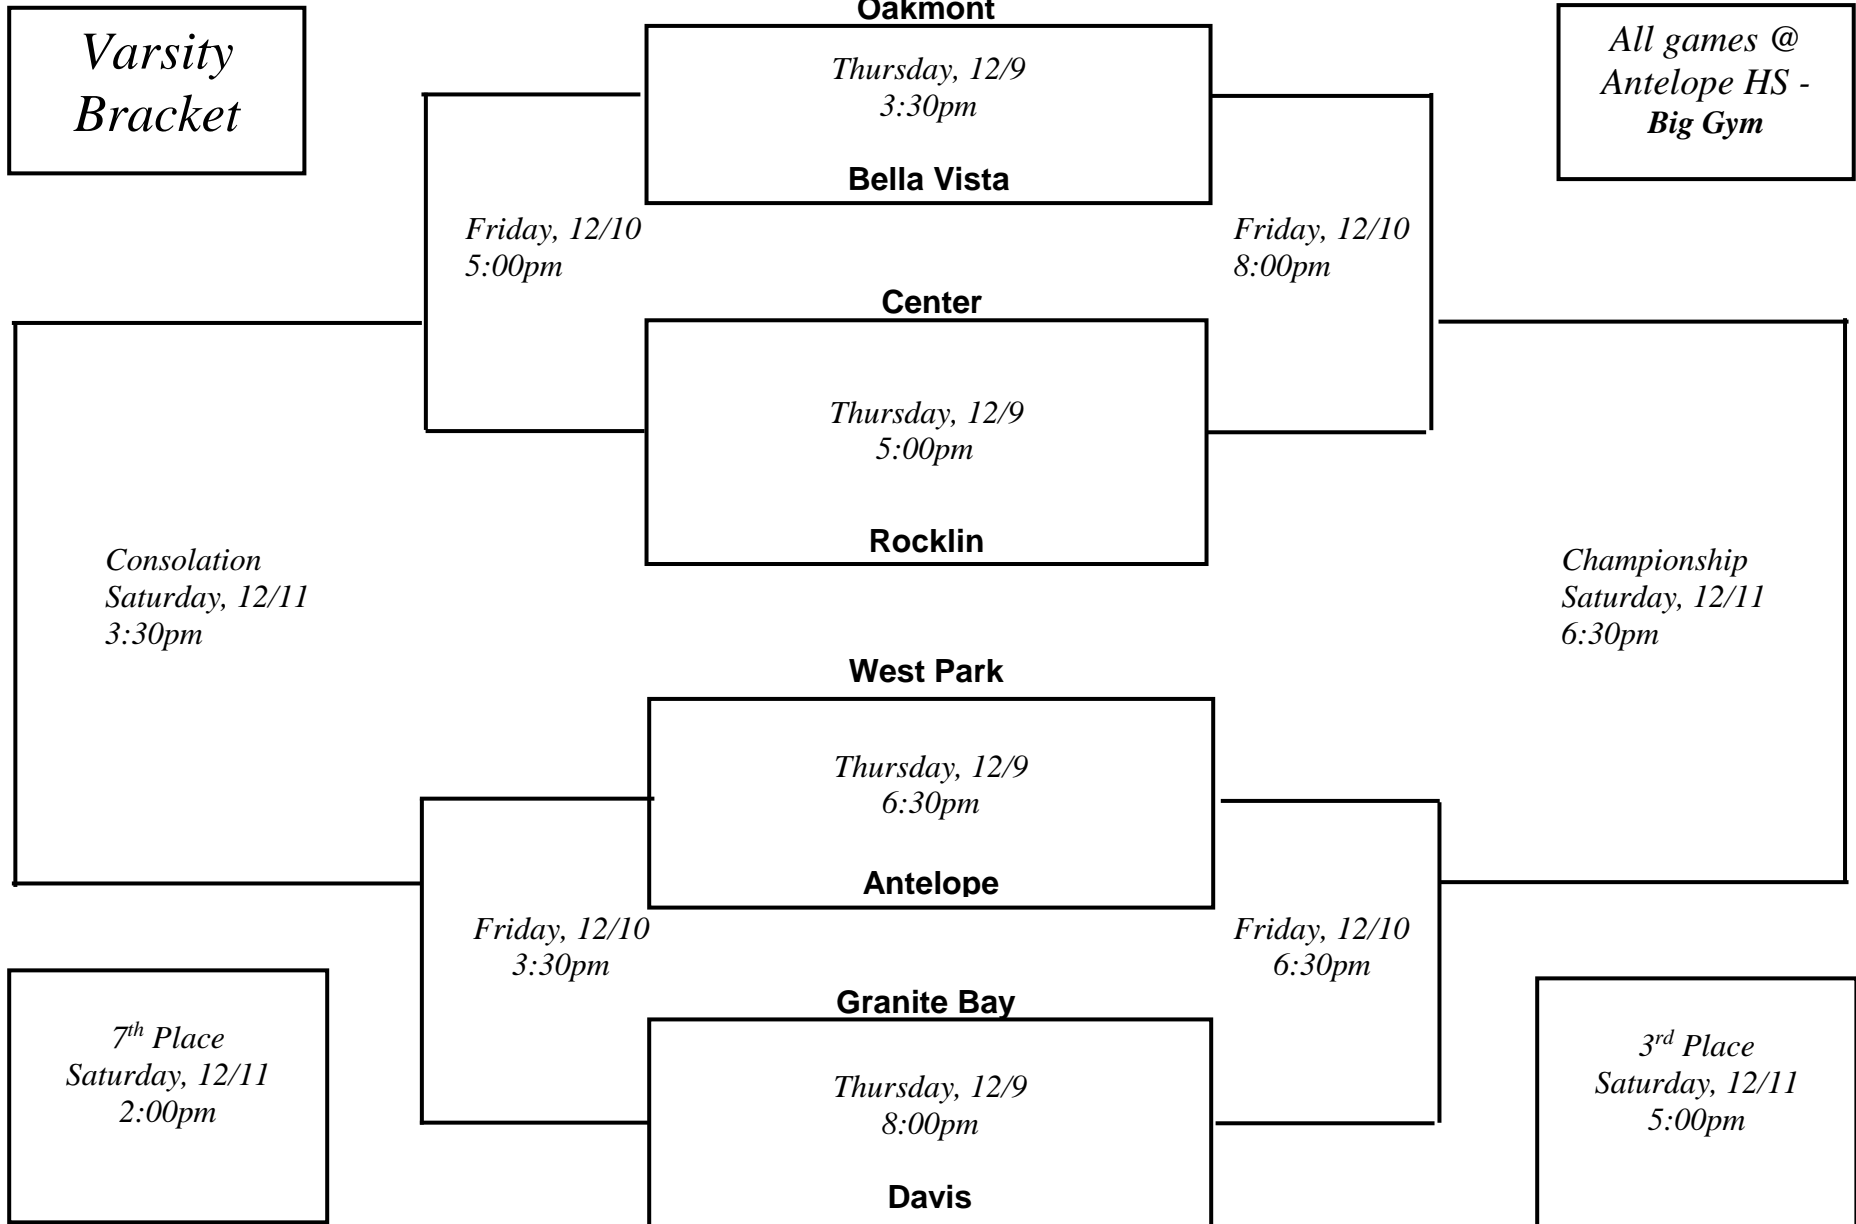 Varsity
Bracket
Oakmont
Thursday, 12/9
3:30pm
Bella Vista
All games @
Antelope HS -
Big Gym
Friday, 12/10
5:00pm
Friday, 12/10
8:00pm
Center
Thursday, 12/9
5:00pm
Rocklin
Consolation
Saturday, 12/11
3:30pm
Championship
Saturday, 12/11
6:30pm
West Park
Thursday, 12/9
6:30pm
Antelope
Friday, 12/10
3:30pm
Friday, 12/10
6:30pm
Granite Bay
Thursday, 12/9
8:00pm
Davis
7th Place
Saturday, 12/11
2:00pm
3rd Place
Saturday, 12/11
5:00pm